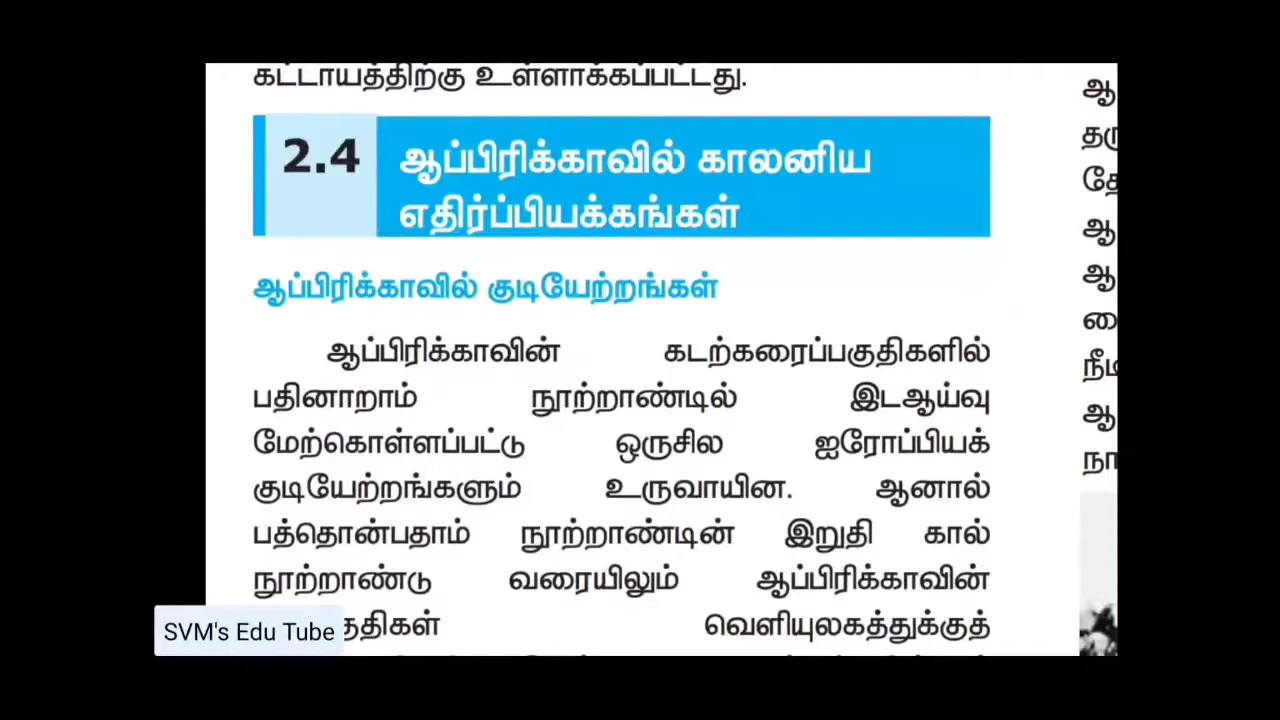 கட்டாயத்திற்கு உள்ளாக்கப்பட்டது.
2.4 ஆப்பிரிக்காவில் காலனிய
எதிர்ப்பியக்கங்கள்
ஆப்பிரிக்காவில் குடியேற்றங்கள்
ஆப்பிரிக்காவின் கடற்கரைப்பகுதிகளில்
பதினாறாம் நூற்றாண்டில் இடஆய்வு
மேற்கொள்ளப்பட்டு ஒருசில ஐரோப்பியக்
குடியேற்றங்களும் உருவாயின. ஆனால்
பத்தொன்பதாம் நூற்றாண்டின் இறுதி கால்
நூற்றாண்டு வரையிலும் ஆப்பிரிக்காவின்
வெளியுலகத்துக்குத்
SVM's Edu Tube